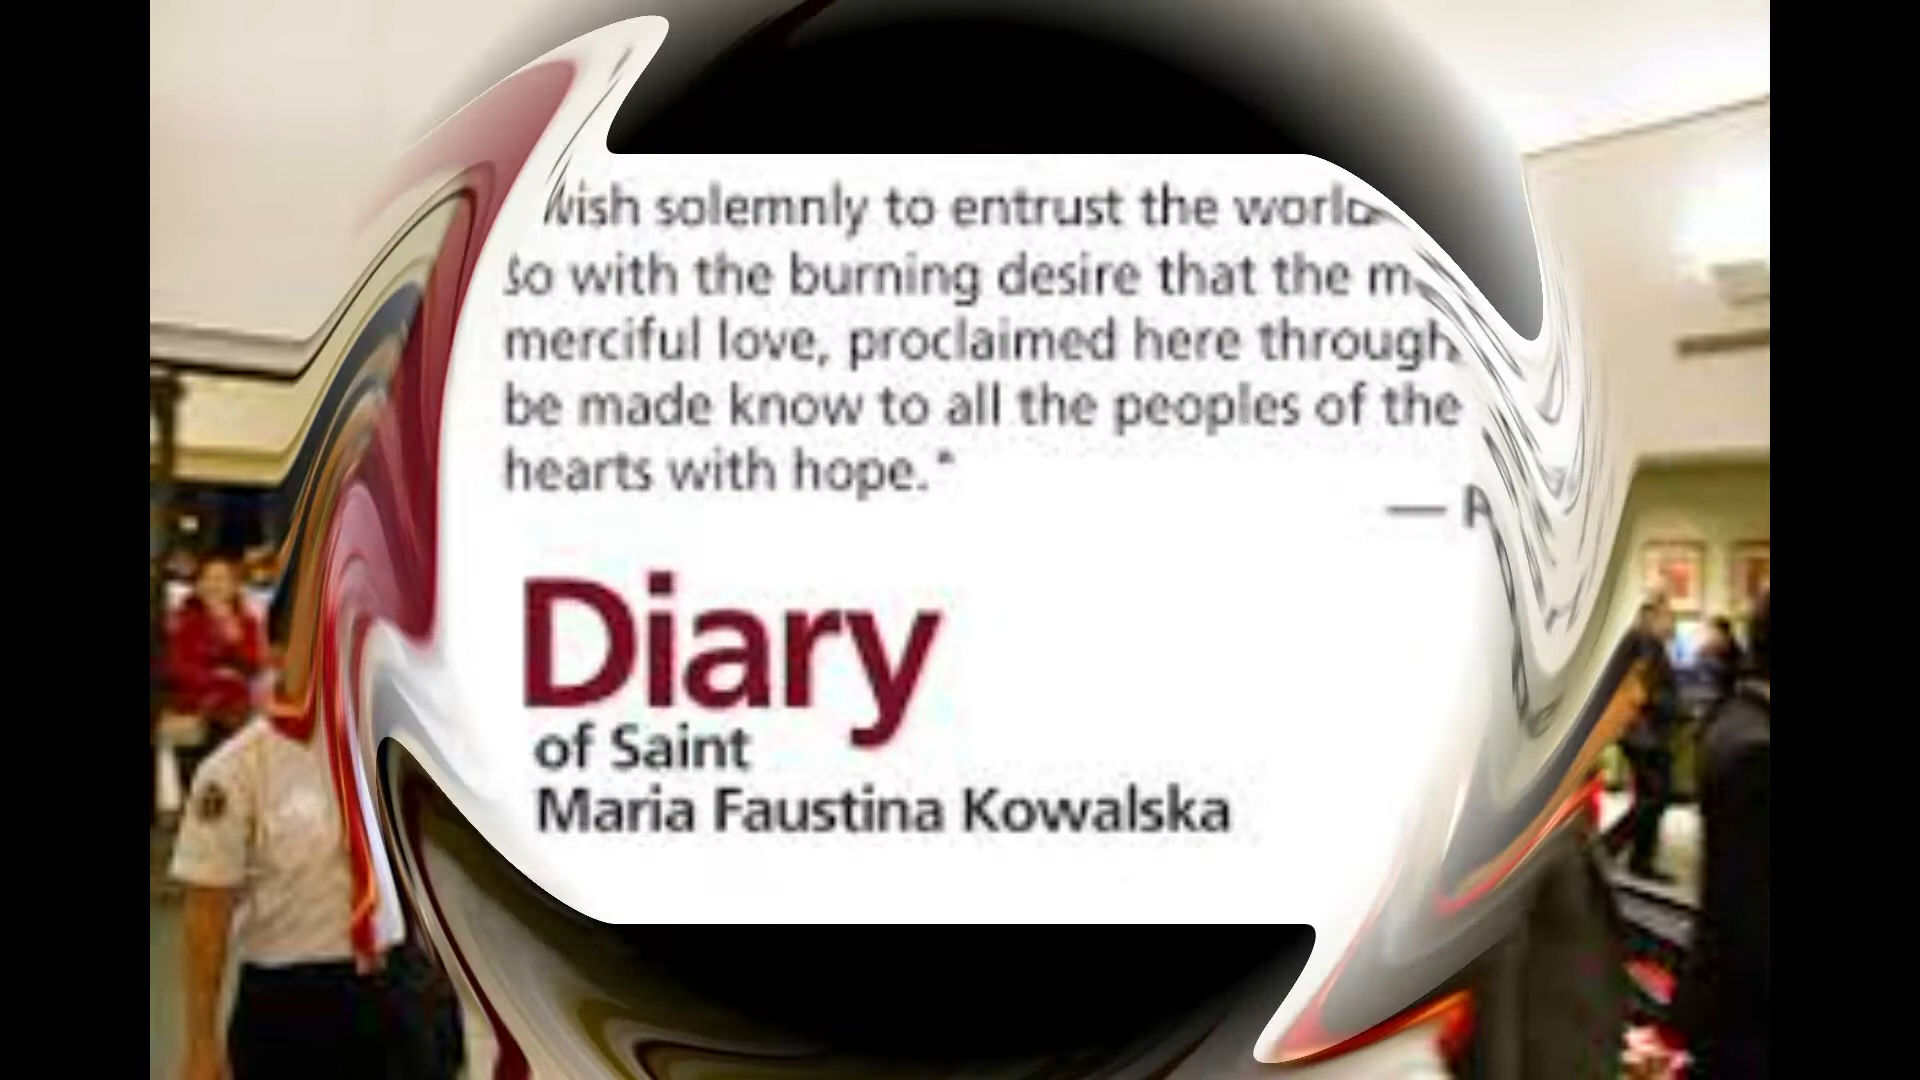 wish solemnly to entrust the world
so with the burning desire that the
merciful love, proclaimed here through
be made know to all the peoples of the
hearts with hope."
—
Diary
of Saint
Maria Faustina Kowalska